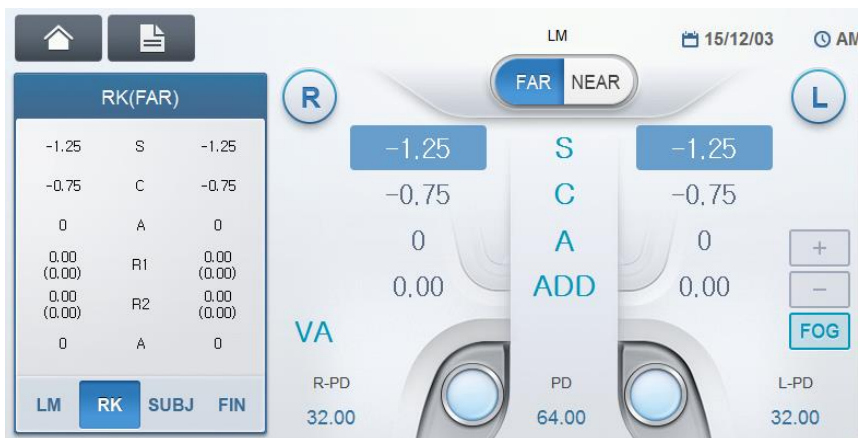 LM
15/12/03
AM
RK(FAR)
-1.25 S -1.25
-0.75 C -0.75
0 A 0
0.00 (0.00) R1 0.00 (0.00)
0.00 (0.00) R2 0.00 (0.00)
0 A 0
LM RK SUBJ FIN
R
FAR NEAR
L
-1.25 S -1.25
-0.75 C -0.75
0 A 0
0.00 ADD 0.00
+
-
FOG
VA
R-PD PD L-PD
32.00 64.00 32.00